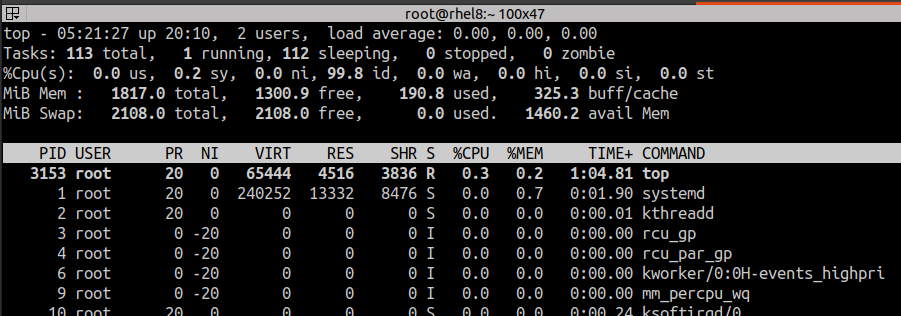 root@rhel8:~ 100x47
top - 05:21:27 up 20:10,  2 users,  load average: 0.00, 0.00, 0.00
Tasks: 113 total,   1 running, 112 sleeping,   0 stopped,   0 zombie
%Cpu(s):  0.0 us,  0.2 sy,  0.0 ni, 99.8 id,  0.0 wa,  0.0 hi,  0.0 si,  0.0 st
MiB Mem :   1817.0 total,   1300.9 free,    190.8 used,    325.3 buff/cache
MiB Swap:   2108.0 total,   2108.0 free,      0.0 used.   1460.2 avail Mem
PID USER      PR  NI    VIRT    RES    SHR S  %CPU  %MEM     TIME+ COMMAND
3153 root      20   0   65444   4516   3836 R   0.3   0.2   1:04.81 top
1 root      20   0  240252  13332   8476 S   0.0   0.7   0:01.90 systemd
2 root      20   0       0      0      0 S   0.0   0.0   0:00.01 kthreadd
3 root       0 -20       0      0      0 I   0.0   0.0   0:00.00 rcu_gp
4 root       0 -20       0      0      0 I   0.0   0.0   0:00.00 rcu_par_gp
6 root       0 -20       0      0      0 I   0.0   0.0   0:00.00 kworker/0:0H-events_highpri
9 root       0 -20       0      0      0 I   0.0   0.0   0:00.00 mm_percpu_wq
10 root      20   0       0      0      0 S   0.0   0.0   0:00.24 ksoftirqd/0